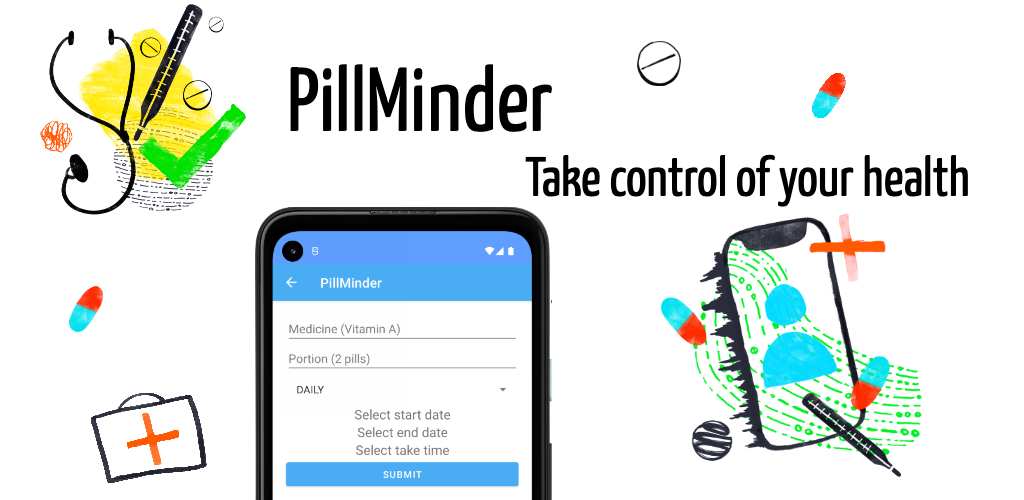 PillMinder
Take control of your health
PillMinder
Medicine (Vitamin A)
Portion (2 pills)
DAILY
Select start date
Select end date
Select take time
SUBMIT